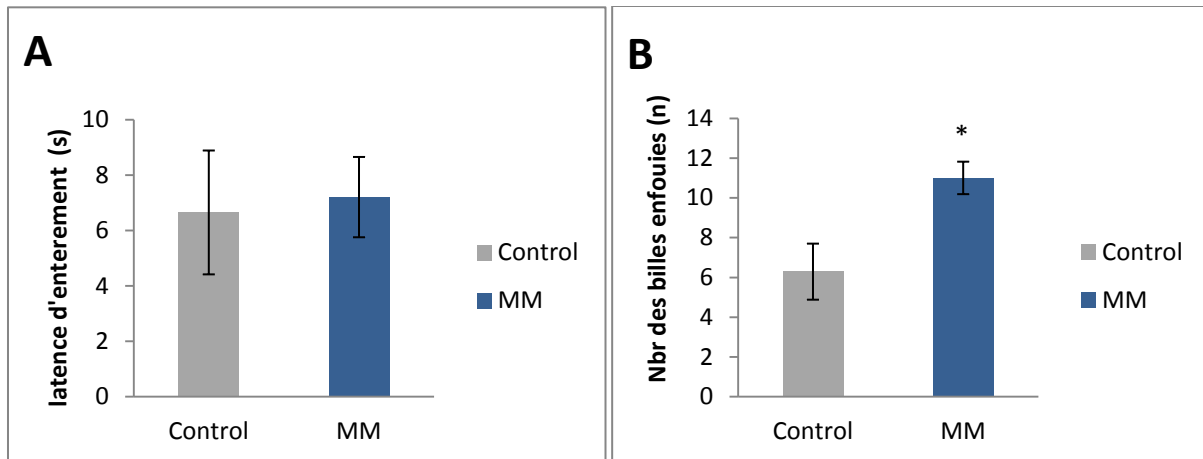 A
latence d'enterement (s)
10
8
6
4
2
0
Control
MM
Control
MM
B
Nbr des billes enfouies (n)
14
12
10
8
6
4
2
0
*
Control
MM
Control
MM